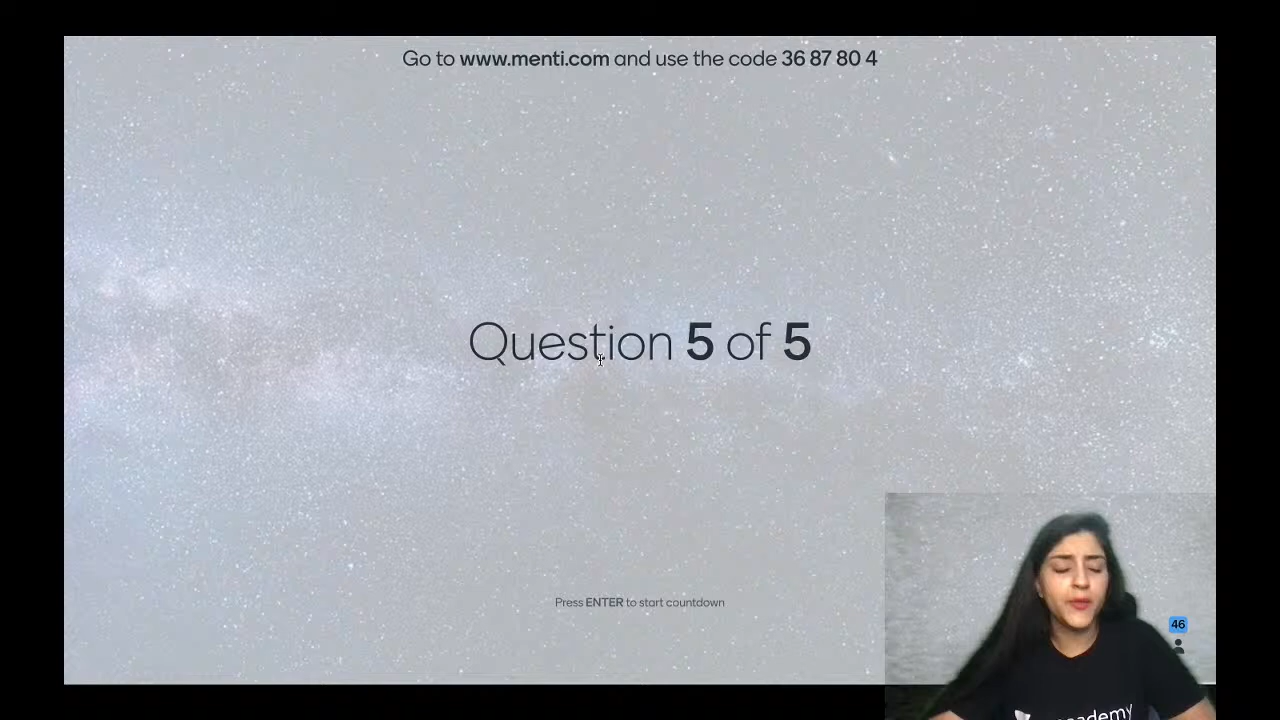 Go to www.menti.com and use the code 36 87 80 4
Question 5 of 5
Press ENTER to start countdown
46